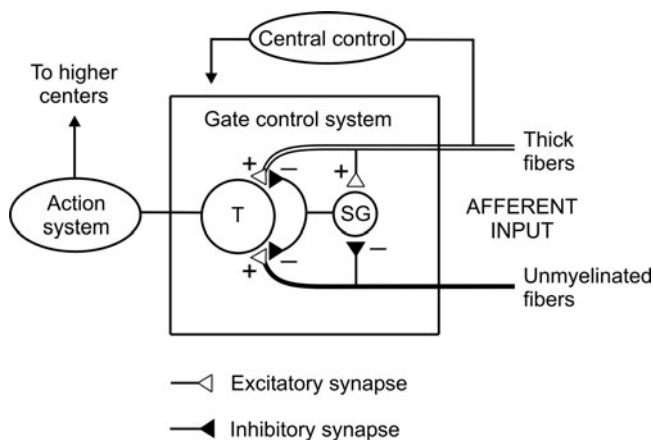 Central control
To higher
centers
Gate control system
Thick
fibers
+
–
+
Action
system
T
SG
AFFERENT
INPUT
+
–
–
Unmyelinated
fibers
Excitatory synapse
Inhibitory synapse